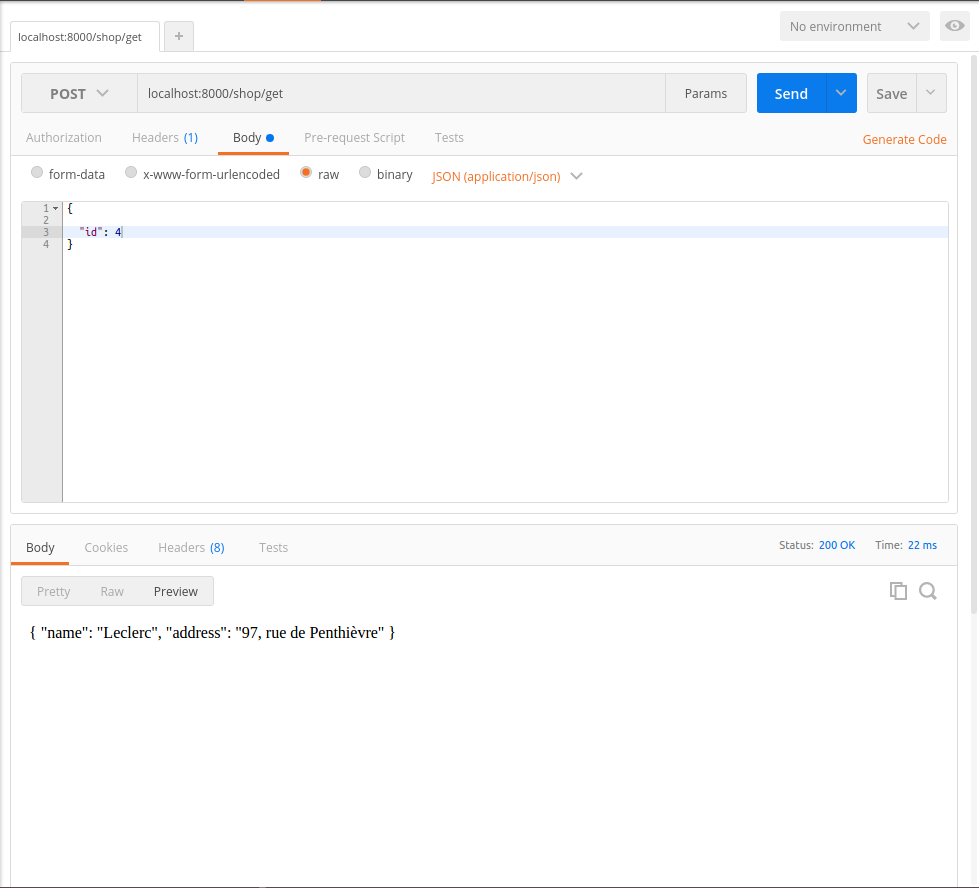 localhost:8000/shop/get
+
No environment
POST
localhost:8000/shop/get
Params
Send
Save
Authorization
Headers (1)
Body
Pre-request Script
Tests
Generate Code
form-data
x-www-form-urlencoded
raw
binary
JSON (application/json)
1 {
2
3 "id": 4
4 }
Body
Cookies
Headers (8)
Tests
Status: 200 OK
Time: 22 ms
Pretty
Raw
Preview
{ "name": "Leclerc", "address": "97, rue de Penthièvre" }